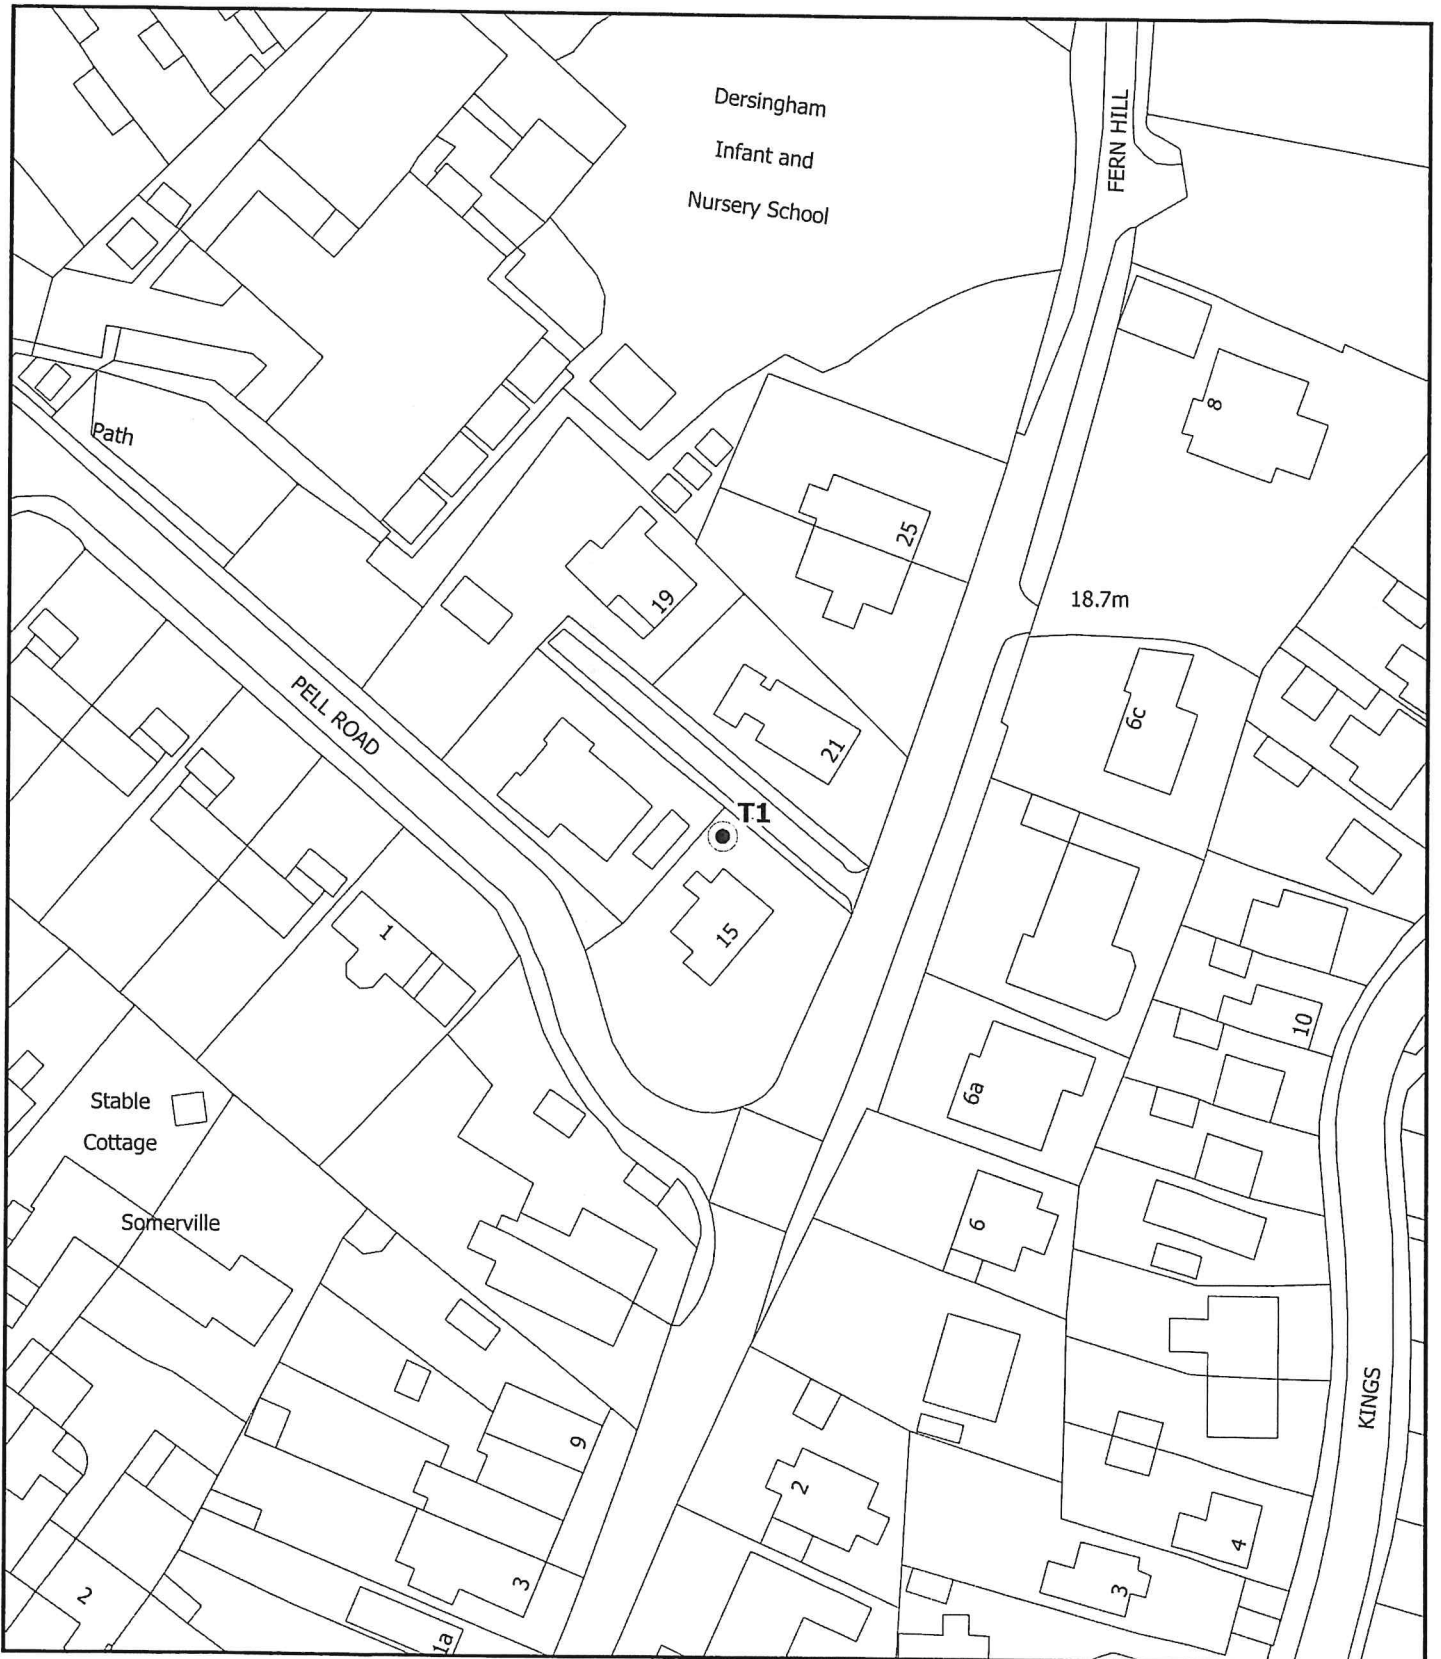 Dersingham
Infant and
Nursery School
FERN HILL
8
Path
25
19
18.7m
PELL ROAD
6c
21
T1
15
1
10
6a
Stable
Cottage
Somerville
6
KINGS
9
2
4
3
3
2
1a